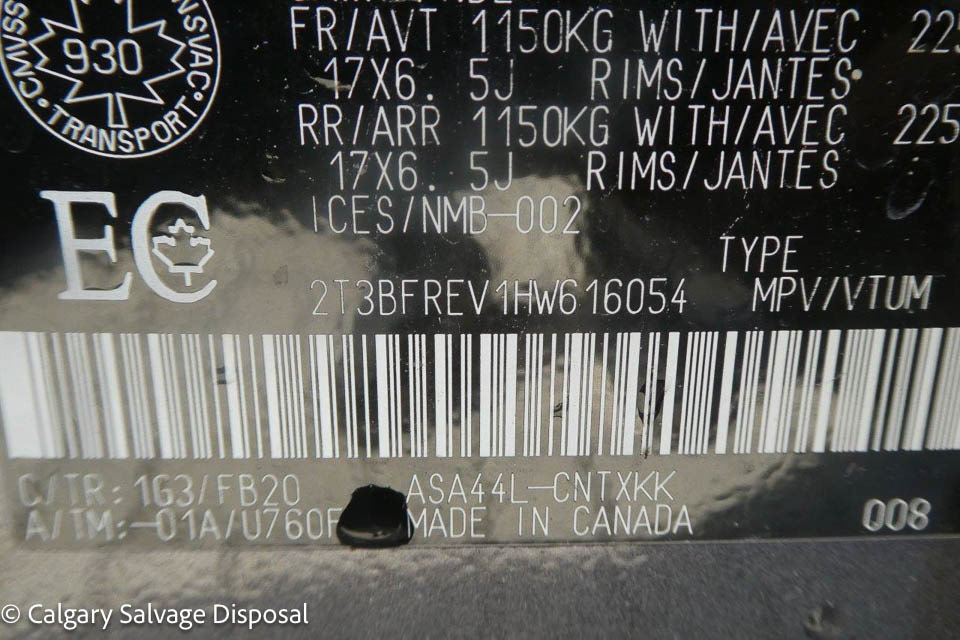 CMVSS NSVAC
930
TRANSPORT
FR/AVT 1150KG WITH/AVEC 225
17X6. 5J RIMS/JANTES
RR/ARR 1150KG WITH/AVEC 225
17X6. 5J RIMS/JANTES
ICES/NMB-002
EC
TYPE
2T3BFREV1HW616054 MPV/VTUM
C/TR: 1G3/FB20 ASA44L-CNTXKK
A/TM:-01A/U760F MADE IN CANADA 008
© Calgary Salvage Disposal